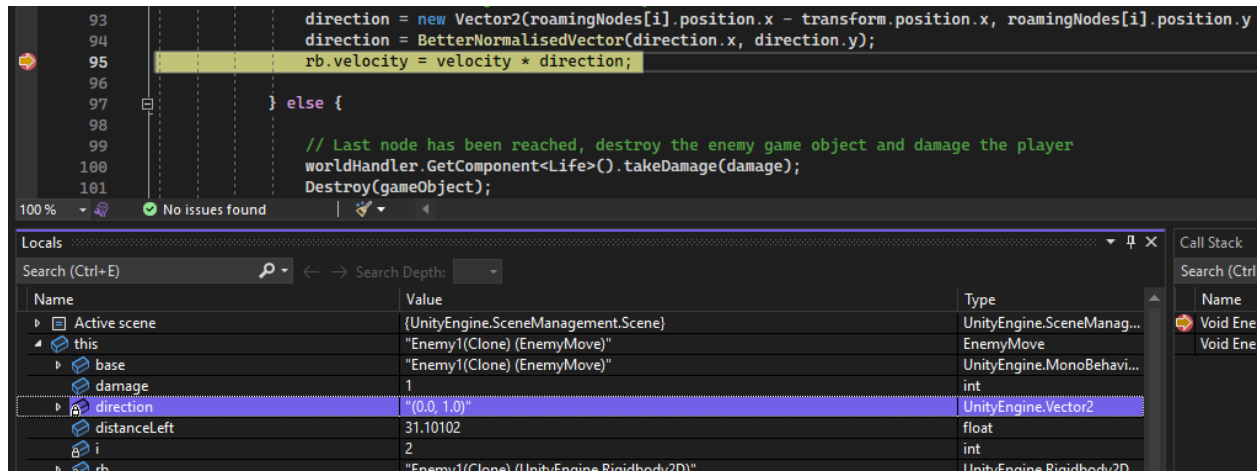 93 direction = new Vector2(roamingNodes[i].position.x - transform.position.x, roamingNodes[i].position.y
94 direction = BetterNormalisedVector(direction.x, direction.y);
95 rb.velocity = velocity * direction;
96
97 } else {
98
99 // Last node has been reached, destroy the enemy game object and damage the player
100 worldHandler.GetComponent<Life>().takeDamage(damage);
101 Destroy(gameObject);
100 % No issues found
Locals Call Stack
Search (Ctrl+E) Search Depth: Search (Ctrl
Name Value Type Name
Active scene {UnityEngine.SceneManagement.Scene} UnityEngine.SceneManag... Void Ene
this "Enemy1(Clone) (EnemyMove)" EnemyMove Void Ene
base "Enemy1(Clone) (EnemyMove)" UnityEngine.MonoBehavi...
damage 1 int
direction "(0.0, 1.0)" UnityEngine.Vector2
distanceLeft 31.10102 float
i 2 int
rb "Enemy1(Clone) (UnityEngine.Rigidbody2D)" UnityEngine.Rigidbody2D